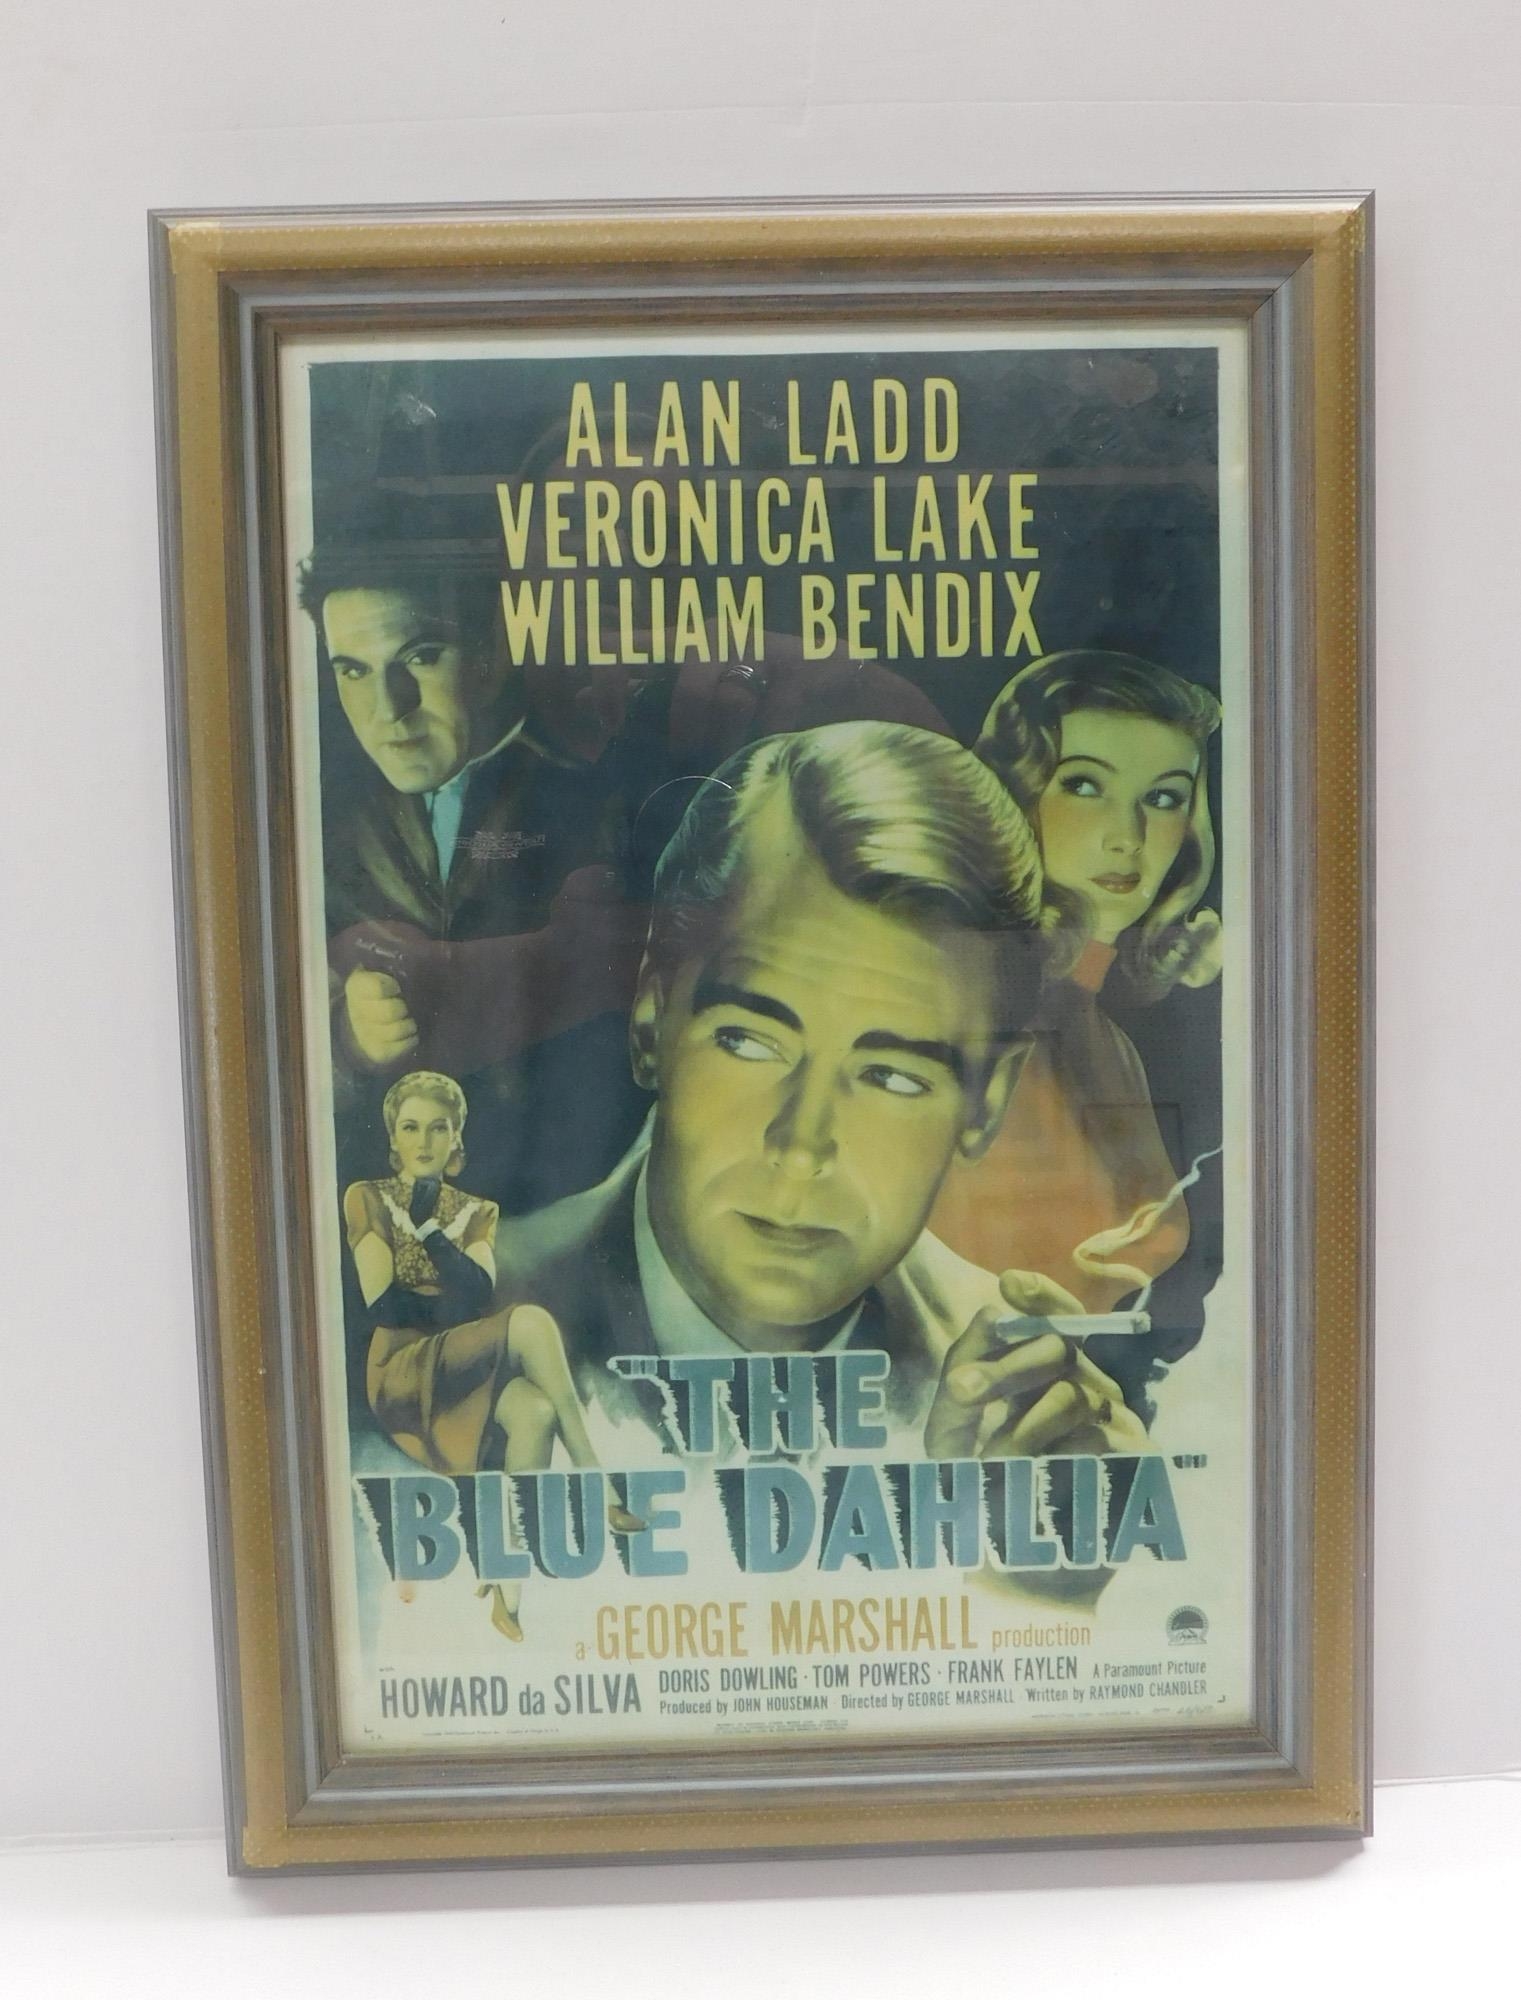 ALAN LADD
VERONICA LAKE
WILLIAM BENDIX
"THE
BLUE DAHLIA"
a GEORGE MARSHALL production
with
HOWARD da SILVA
DORIS DOWLING · TOM POWERS · FRANK FAYLEN
A Paramount Picture
Produced by JOHN HOUSEMAN · Directed by GEORGE MARSHALL · Written by RAYMOND CHANDLER